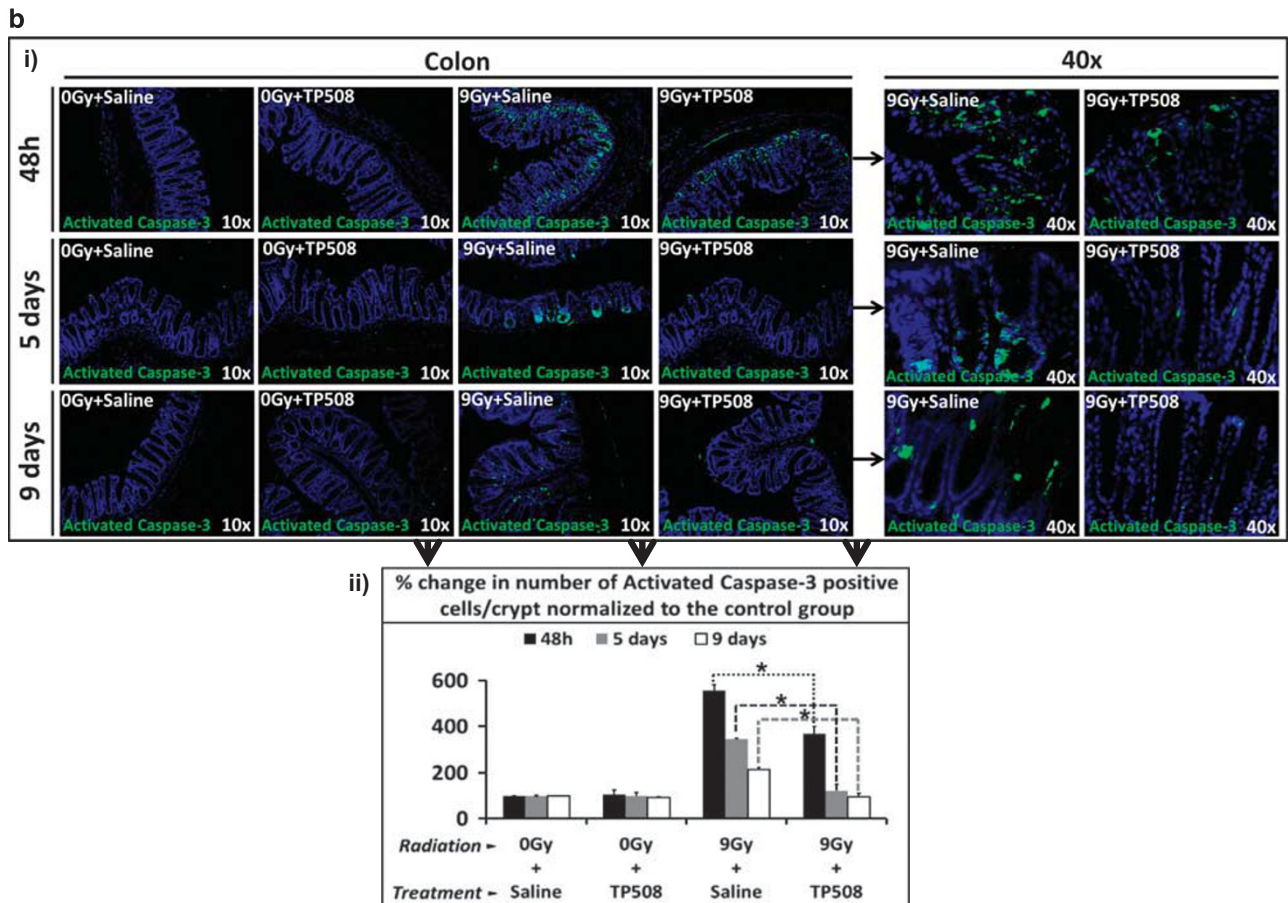 b
i)
Colon
40x
48h
0Gy+Saline
Activated Caspase-3 10x
0Gy+TP508
Activated Caspase-3 10x
9Gy+Saline
Activated Caspase-3 10x
9Gy+TP508
Activated Caspase-3 10x
9Gy+Saline
Activated Caspase-3 40x
9Gy+TP508
Activated Caspase-3 40x
5 days
0Gy+Saline
Activated Caspase-3 10x
0Gy+TP508
Activated Caspase-3 10x
9Gy+Saline
Activated Caspase-3 10x
9Gy+TP508
Activated Caspase-3 10x
9Gy+Saline
Activated Caspase-3 40x
9Gy+TP508
Activated Caspase-3 40x
9 days
0Gy+Saline
Activated Caspase-3 10x
0Gy+TP508
Activated Caspase-3 10x
9Gy+Saline
Activated Caspase-3 10x
9Gy+TP508
Activated Caspase-3 10x
9Gy+Saline
Activated Caspase-3 40x
9Gy+TP508
Activated Caspase-3 40x
ii)
% change in number of Activated Caspase-3 positive
cells/crypt normalized to the control group
48h 5 days 9 days
600
400
200
0
* * *
Radiation 0Gy 0Gy 9Gy 9Gy
+ + + +
Treatment Saline TP508 Saline TP508